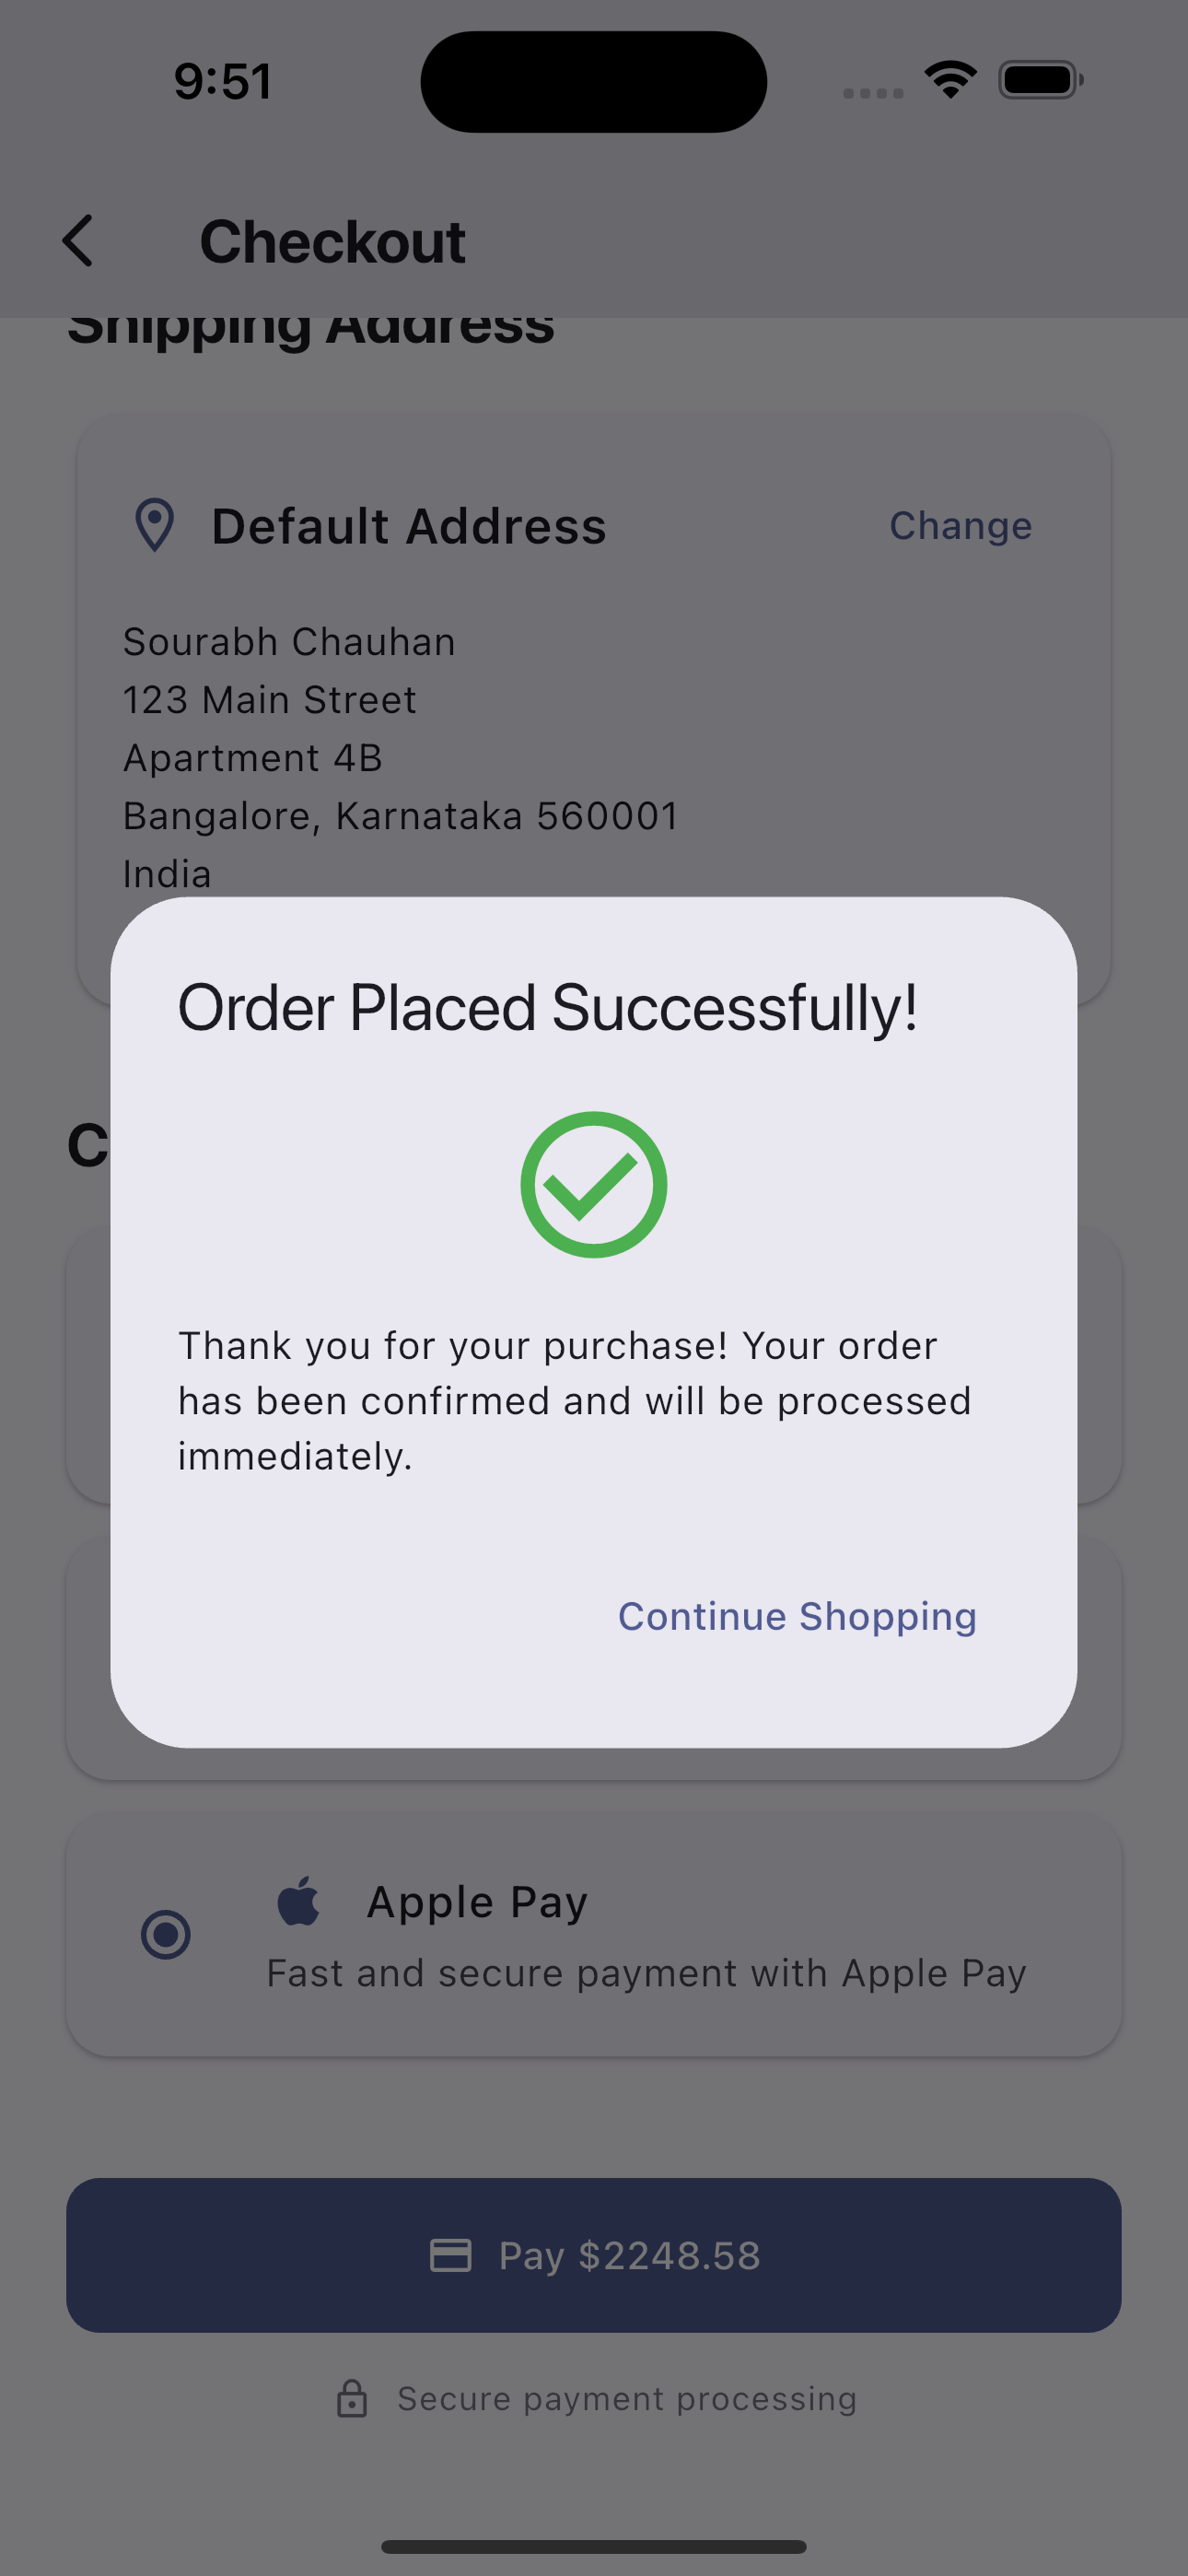 9:51
Checkout
Shipping Address
Default Address
Change
Sourabh Chauhan
123 Main Street
Apartment 4B
Bangalore, Karnataka 560001
India
Order Placed Successfully!
Thank you for your purchase! Your order
has been confirmed and will be processed
immediately.
Continue Shopping
Apple Pay
Fast and secure payment with Apple Pay
Pay $2248.58
Secure payment processing